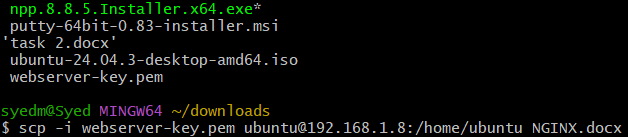 npp.8.8.5.Installer.x64.exe*
putty-64bit-0.83-installer.msi
'task 2.docx'
ubuntu-24.04.3-desktop-amd64.iso
webserver-key.pem
syedm@Syed MINGW64 ~/downloads
$ scp -i webserver-key.pem ubuntu@192.168.1.8:/home/ubuntu NGINX.docx